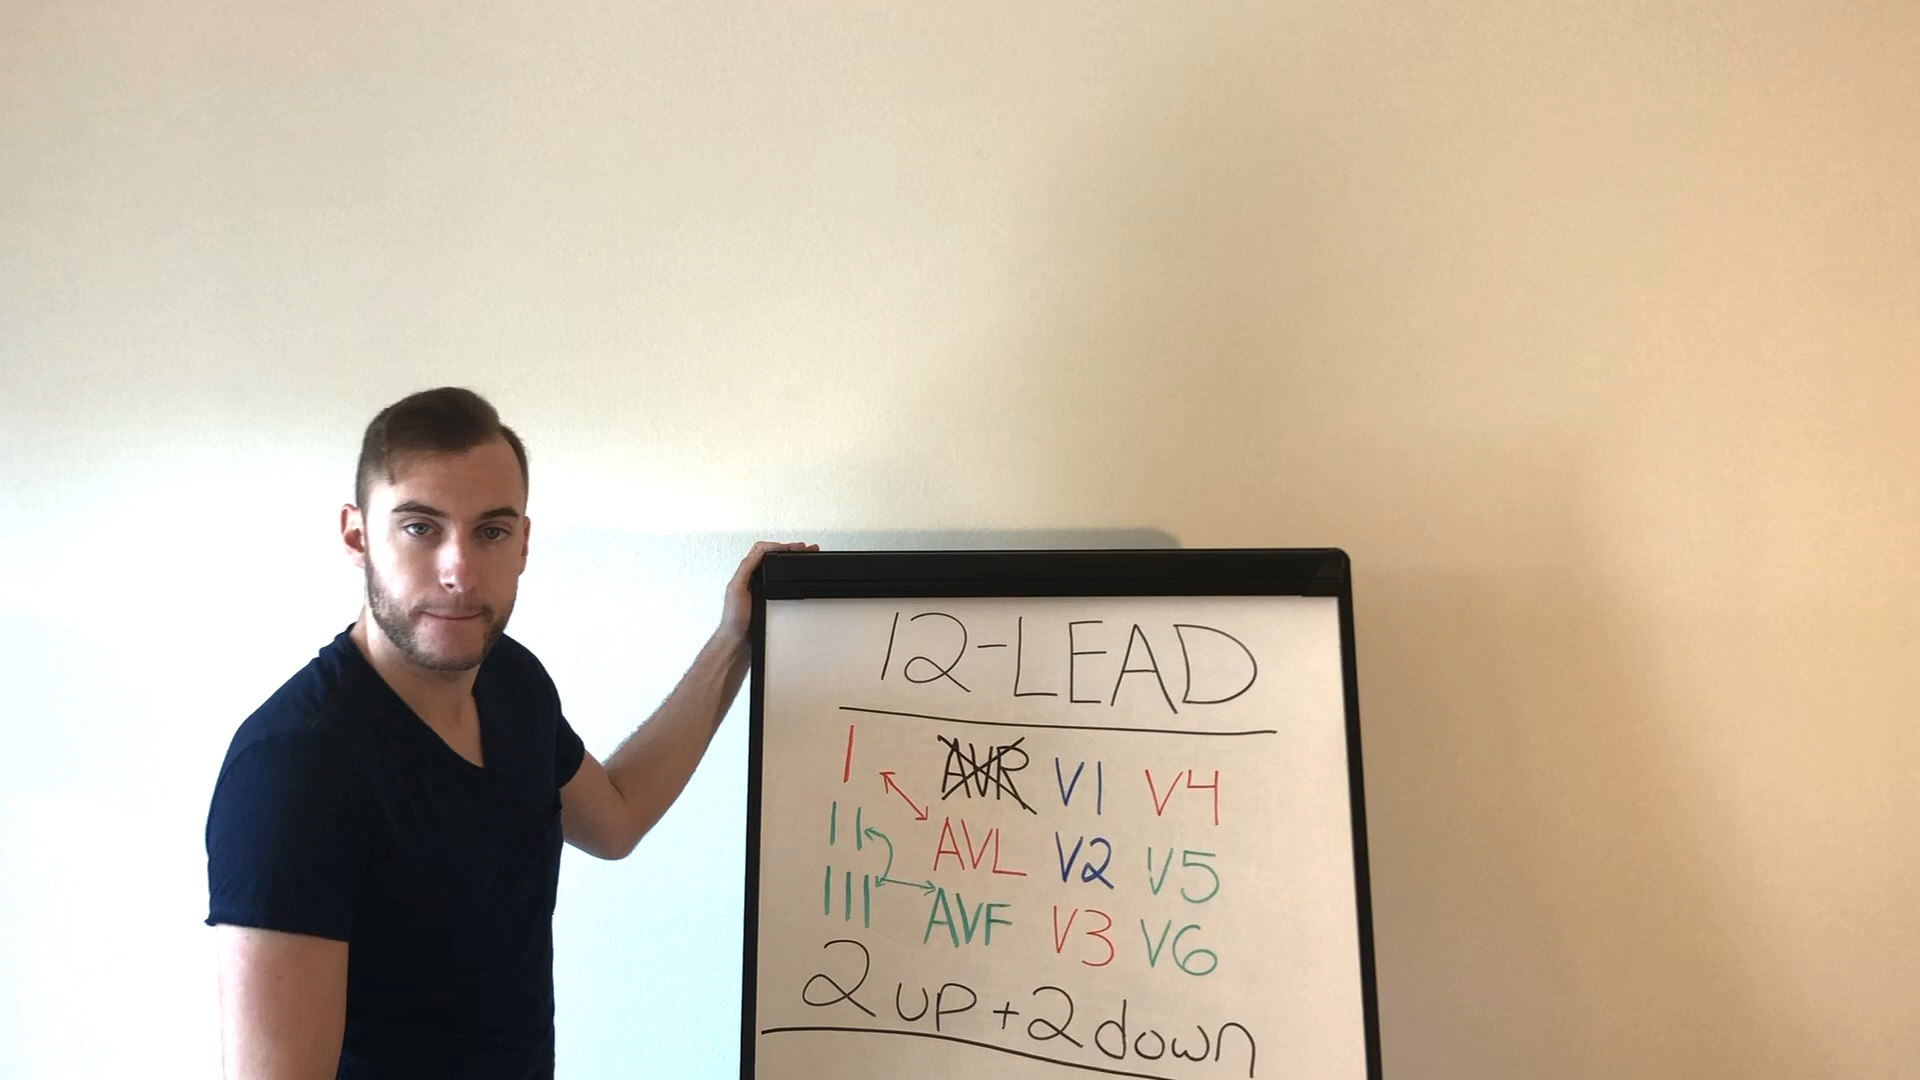 12-LEAD
I AVR V1 V4
II AVL V2 V5
III AVF V3 V6
2 UP + 2 down